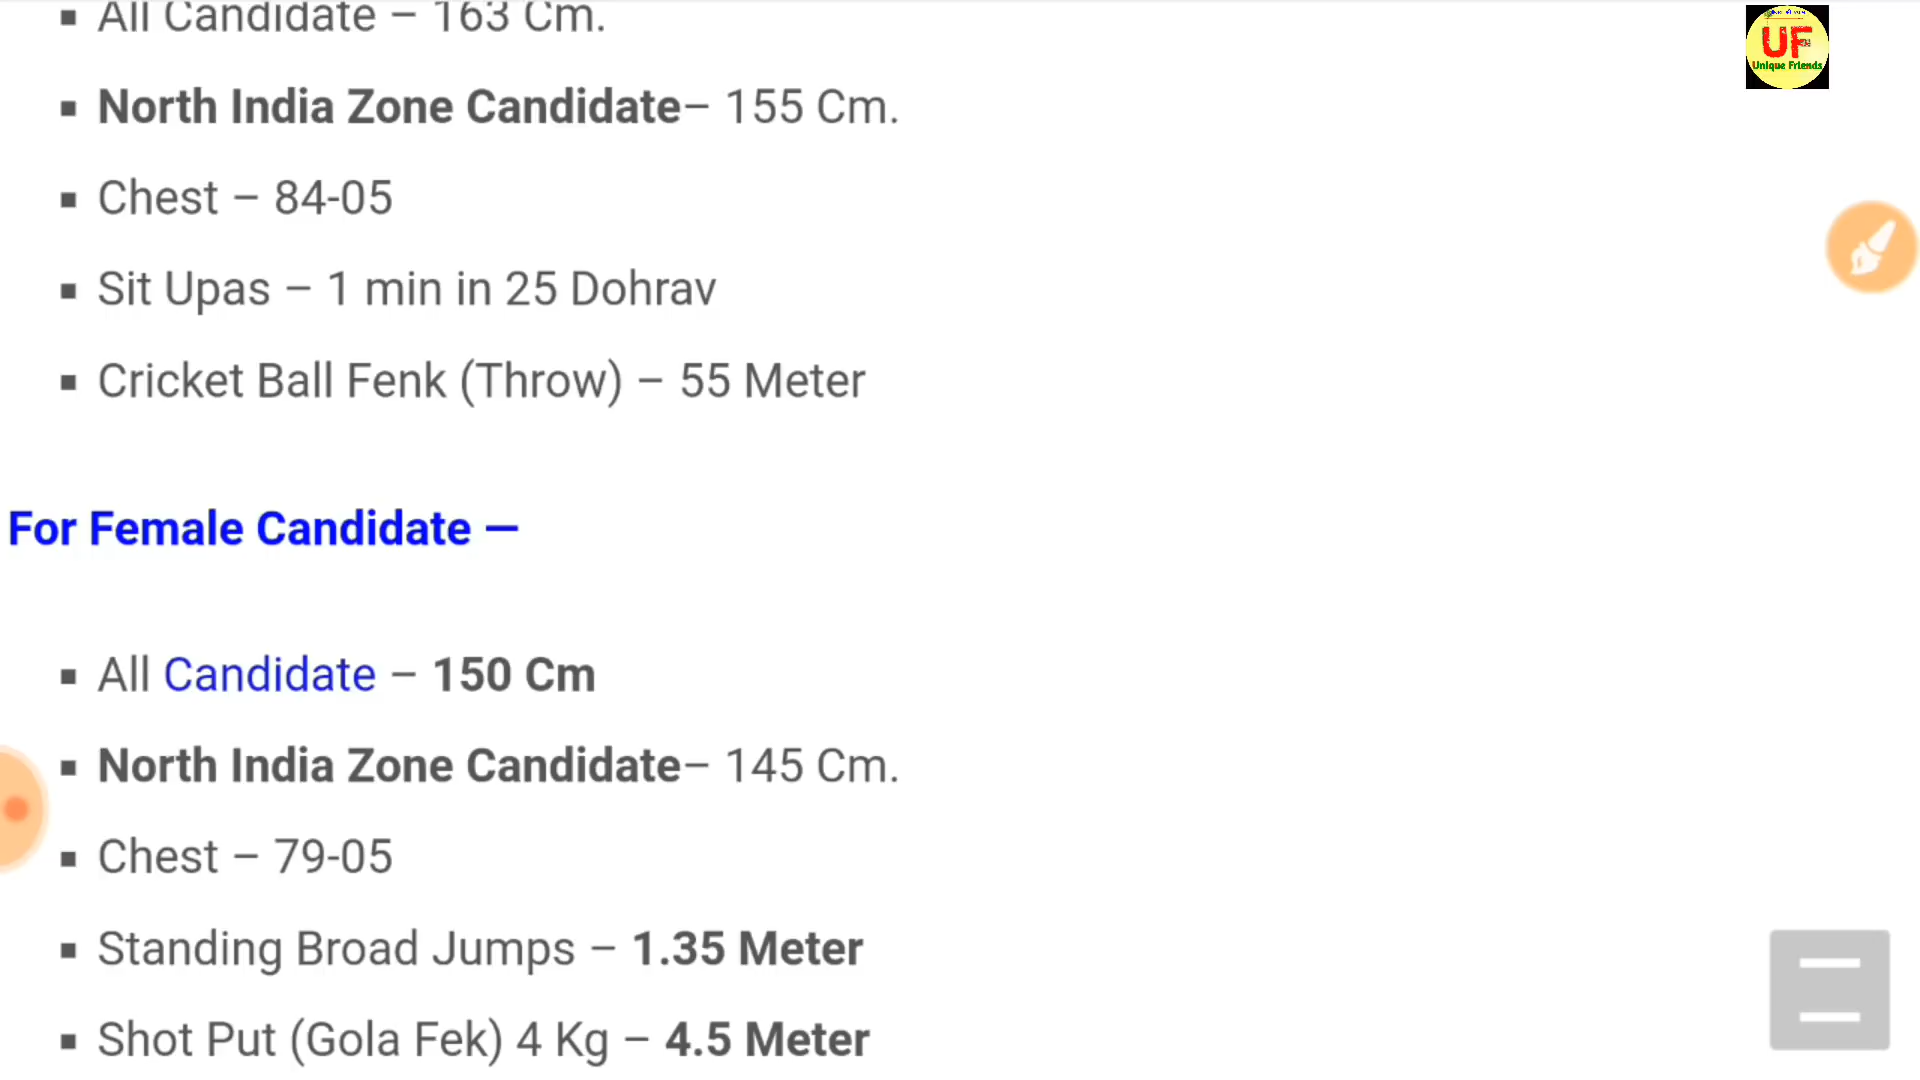 All Candidate – 163 Cm.
North India Zone Candidate– 155 Cm.
Chest – 84-05
Sit Upas – 1 min in 25 Dohrav
Cricket Ball Fenk (Throw) – 55 Meter
For Female Candidate —
All Candidate – 150 Cm
North India Zone Candidate– 145 Cm.
Chest – 79-05
Standing Broad Jumps – 1.35 Meter
Shot Put (Gola Fek) 4 Kg – 4.5 Meter
UF
Unique Friends